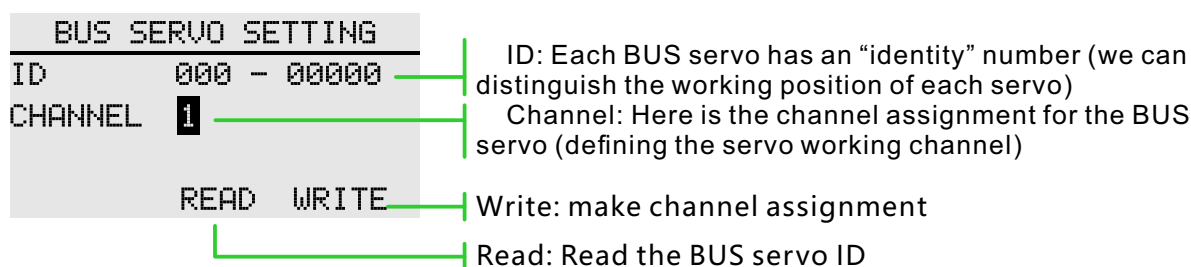 BUS SERVO SETTING
ID 000 - 00000
CHANNEL 1
READ WRITE
ID: Each BUS servo has an “identity” number (we can
distinguish the working position of each servo)
Channel: Here is the channel assignment for the BUS
servo (defining the servo working channel)
Write: make channel assignment
Read: Read the BUS servo ID